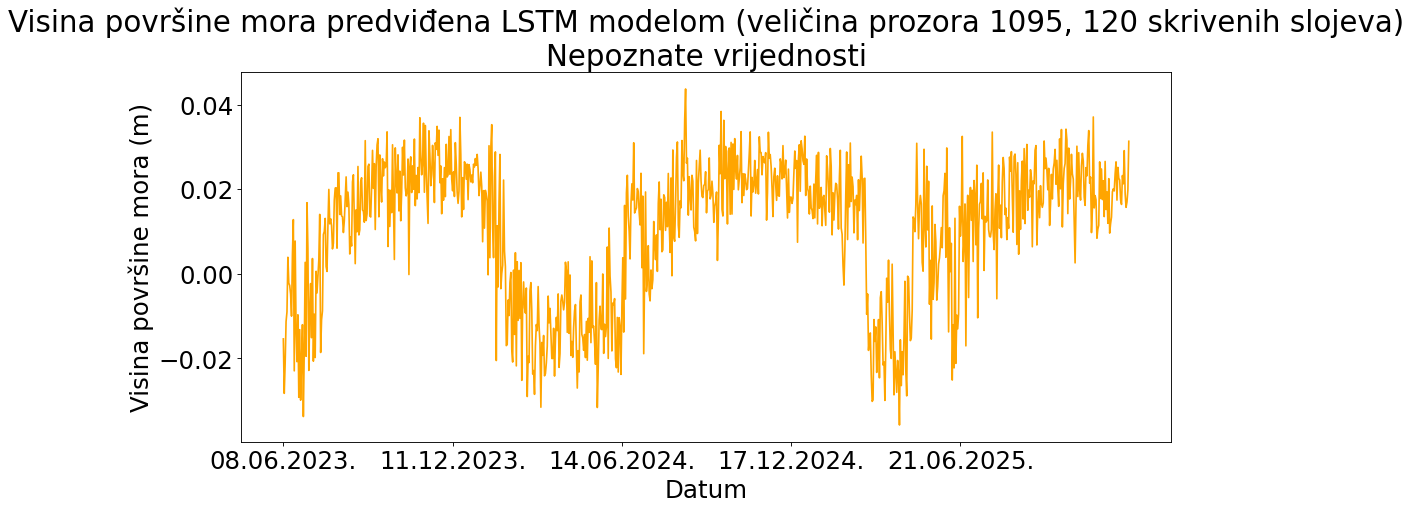 Visina površine mora predviđena LSTM modelom (veličina prozora 1095, 120 skrivenih slojeva)
Nepoznate vrijednosti
Visina površine mora (m)
0.04
0.02
0.00
−0.02
08.06.2023. 11.12.2023. 14.06.2024. 17.12.2024. 21.06.2025.
Datum